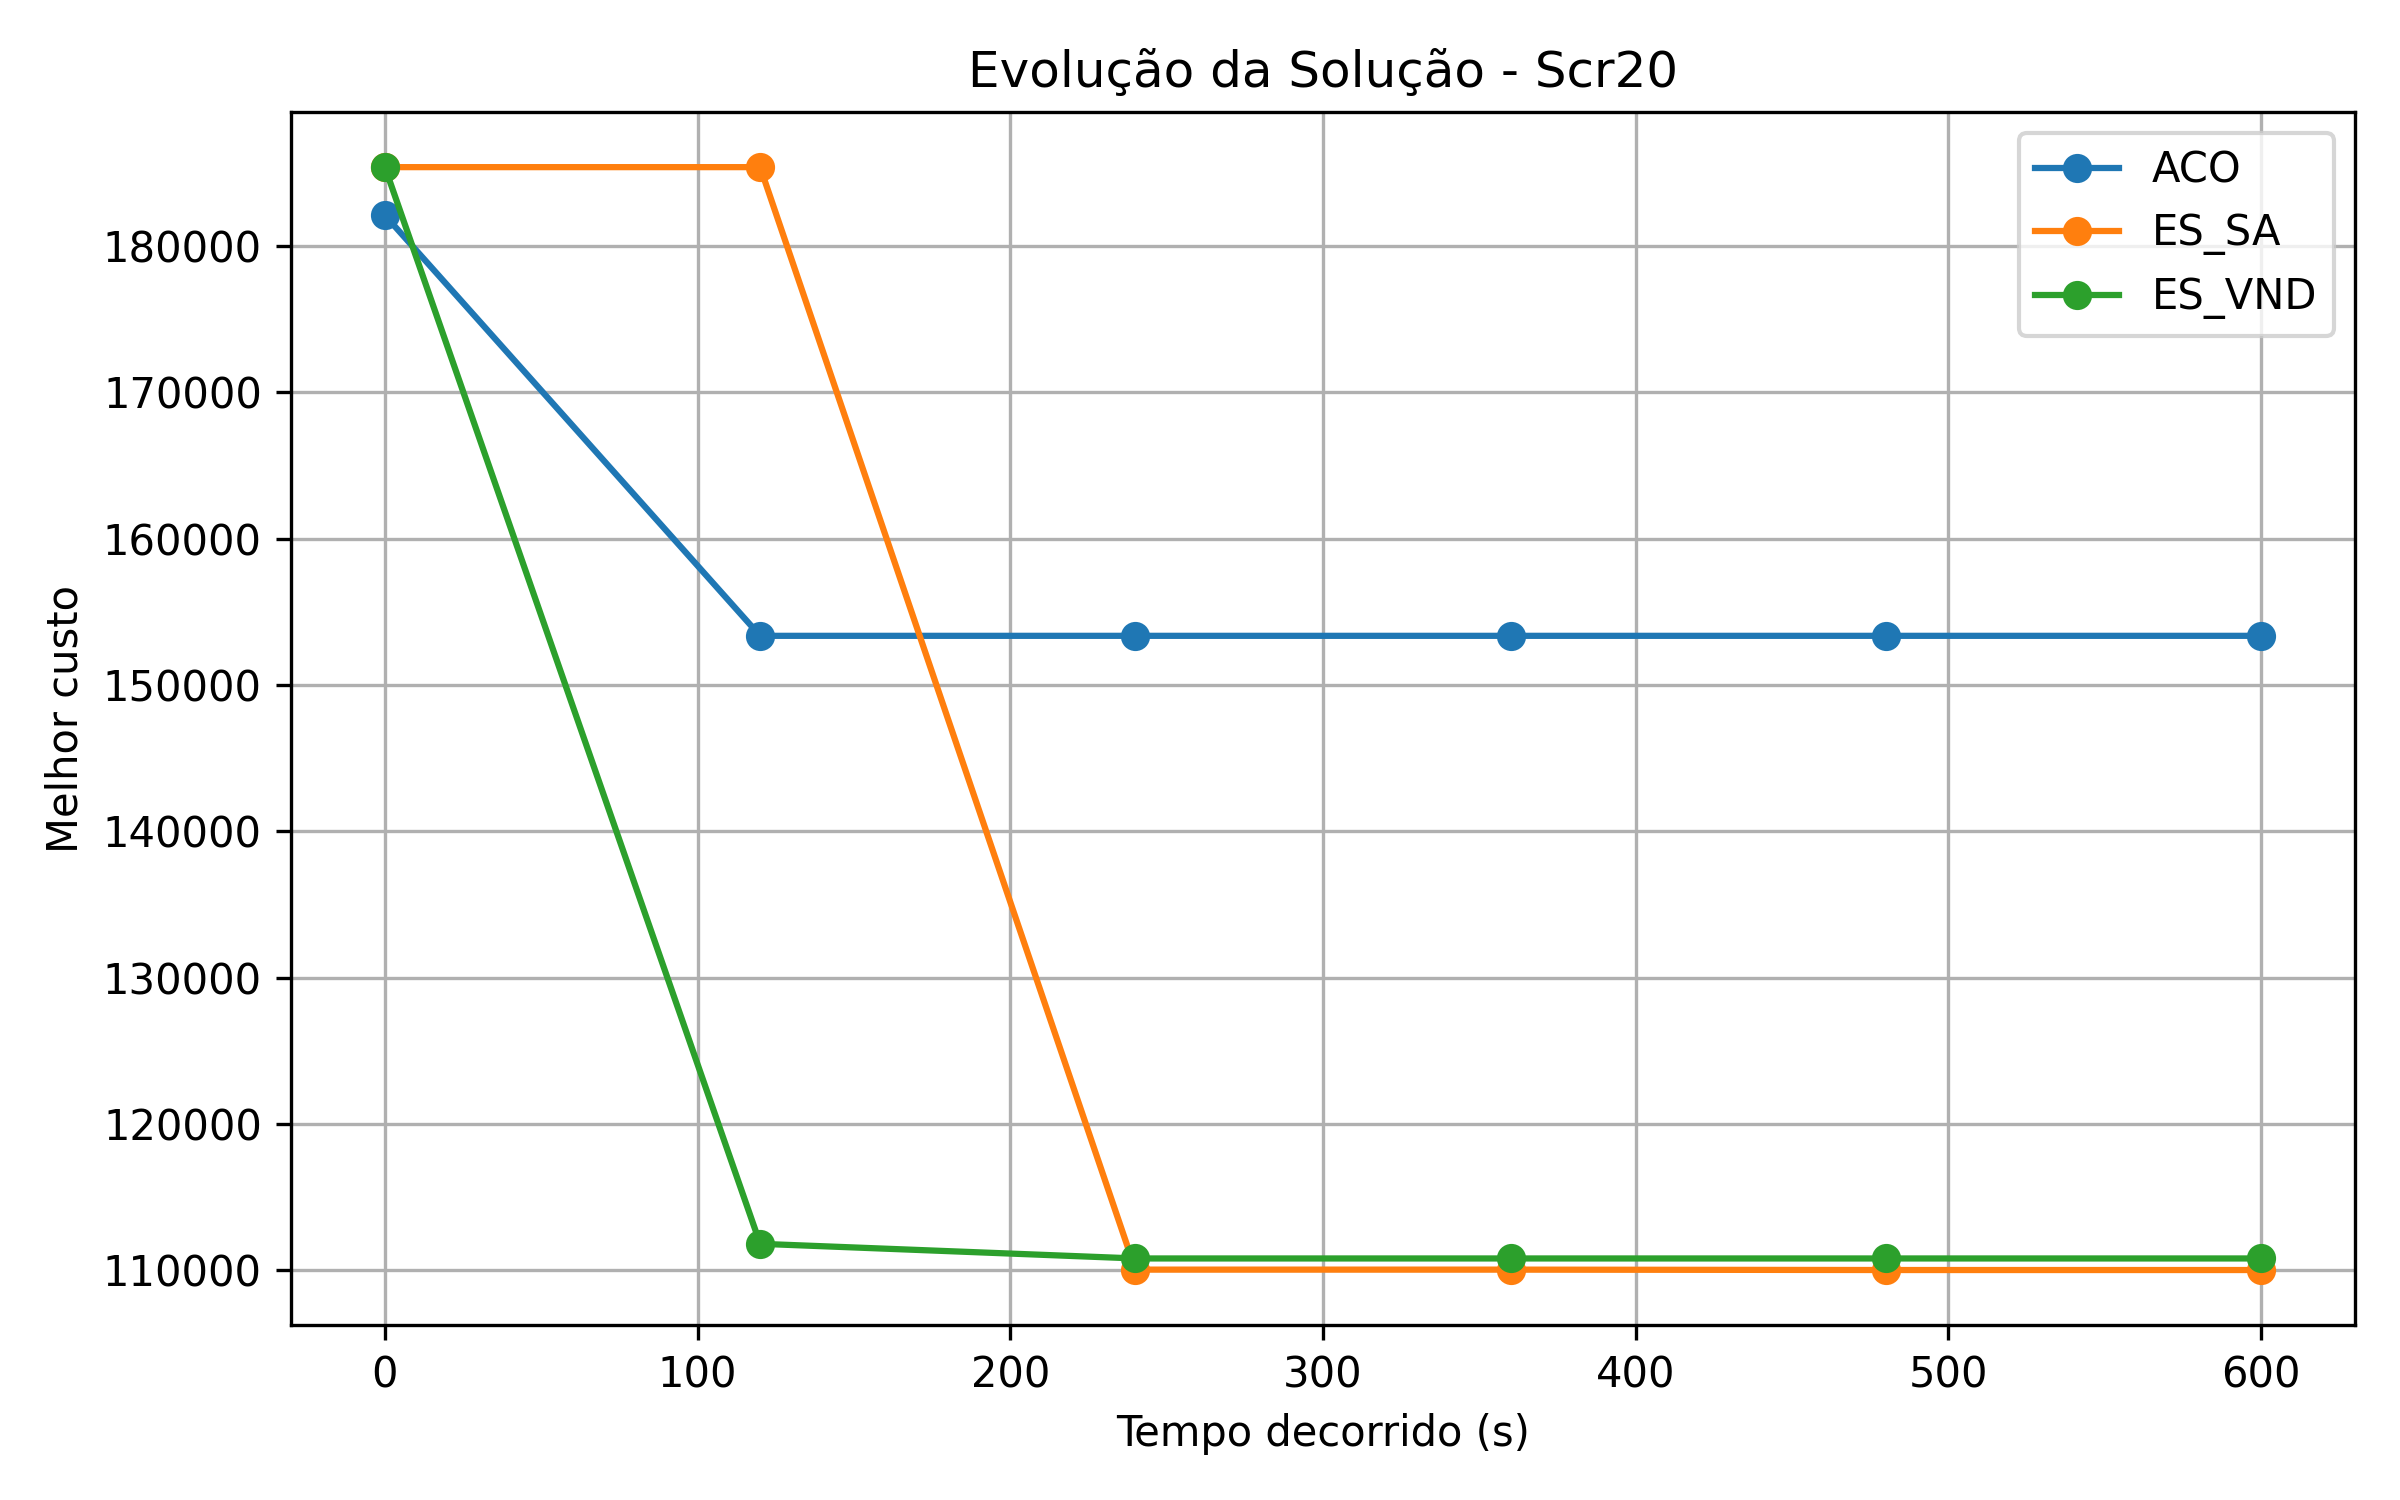 Evolução da Solução - Scr20
ACO
ES_SA
ES_VND
Melhor custo
180000
170000
160000
150000
140000
130000
120000
110000
0 100 200 300 400 500 600
Tempo decorrido (s)